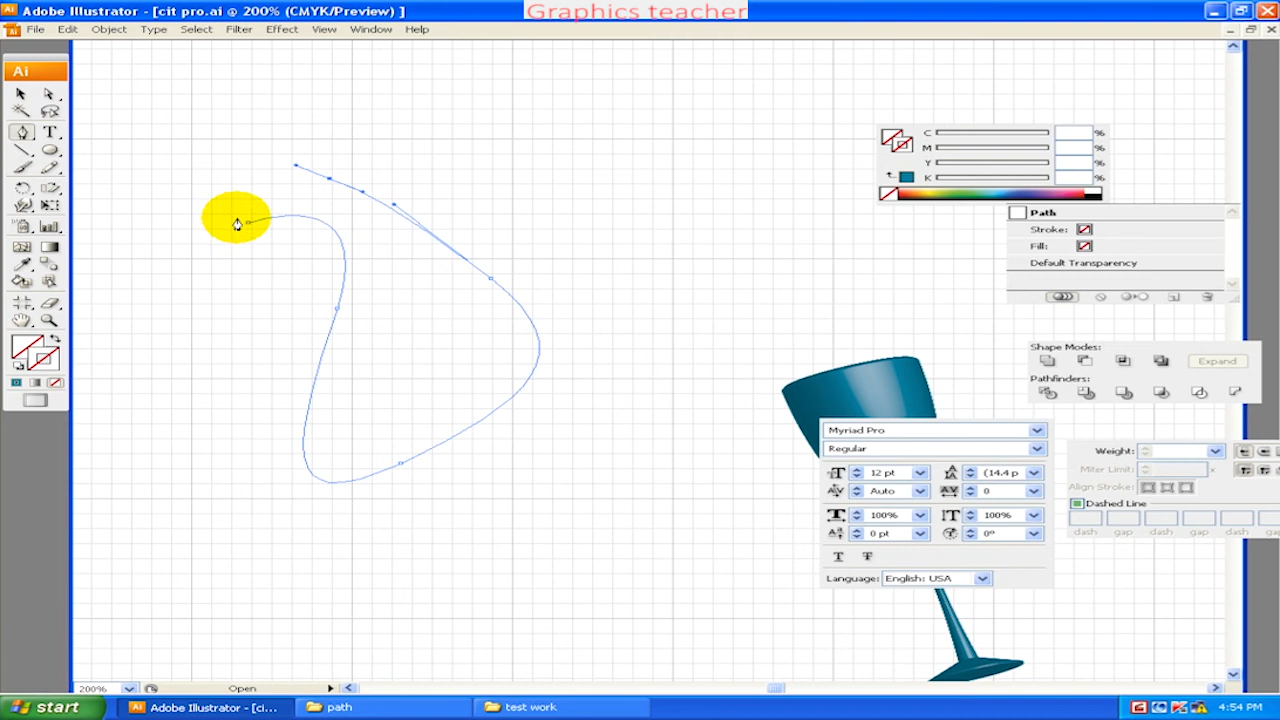 Adobe Illustrator - [cit pro.ai @ 200% (CMYK/Preview) ]
Graphics teacher
File Edit Object Type Select Filter Effect View Window Help
Ai
C %
M %
Y %
K %
Path
Stroke:
Fill:
Default Transparency
Shape Modes:
Expand
Pathfinders:
Myriad Pro
Regular
12 pt (14.4 p
Auto 0
100% 100%
0 pt 0°
Language: English: USA
Weight:
Miter Limit: x
Align Stroke:
Dashed Line
dash gap dash gap dash gap
200% Open
start Adobe Illustrator - [ci... path test work 4:54 PM